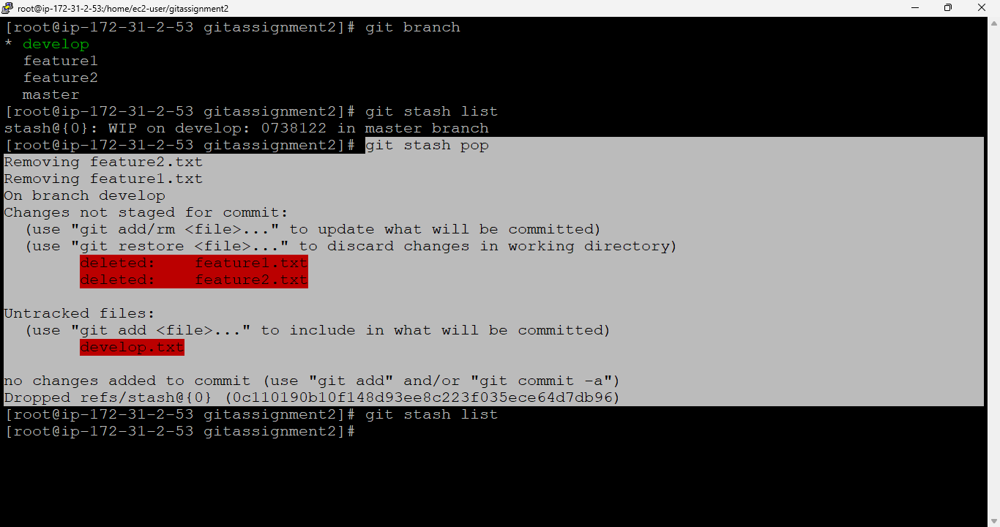 root@ip-172-31-2-53:/home/ec2-user/gitassignment2
[root@ip-172-31-2-53 gitassignment2]# git branch
* develop
  feature1
  feature2
  master
[root@ip-172-31-2-53 gitassignment2]# git stash list
stash@{0}: WIP on develop: 0738122 in master branch
[root@ip-172-31-2-53 gitassignment2]# git stash pop
Removing feature2.txt
Removing feature1.txt
On branch develop
Changes not staged for commit:
  (use "git add/rm <file>..." to update what will be committed)
  (use "git restore <file>..." to discard changes in working directory)
        deleted:    feature1.txt
        deleted:    feature2.txt

Untracked files:
  (use "git add <file>..." to include in what will be committed)
        develop.txt

no changes added to commit (use "git add" and/or "git commit -a")
Dropped refs/stash@{0} (0c110190b10f148d93ee8c223f035ece64d7db96)
[root@ip-172-31-2-53 gitassignment2]# git stash list
[root@ip-172-31-2-53 gitassignment2]#